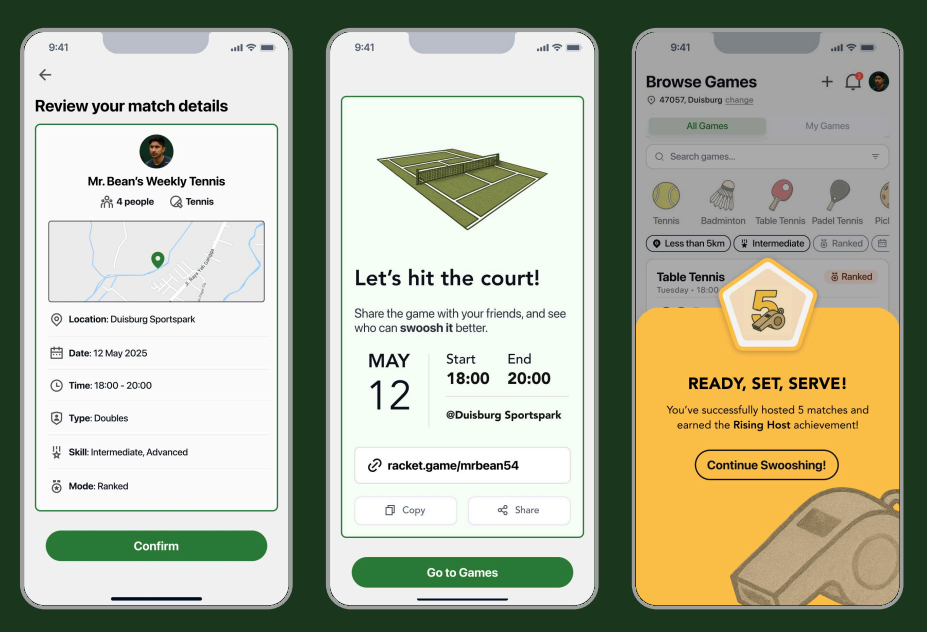 9:41
Review your match details
Mr. Bean's Weekly Tennis
4 people
Tennis
Jl. Raya Yeh Gangga
Location: Duisburg Sportspark
Date: 12 May 2025
Time: 18:00 - 20:00
Type: Doubles
Skill: Intermediate, Advanced
Mode: Ranked
Confirm
9:41
Let's hit the court!
Share the game with your friends, and see
who can swoosh it better.
MAY
12
Start
18:00
End
20:00
@Duisburg Sportspark
racket.game/mrbean54
Copy
Share
Go to Games
9:41
Browse Games
47057, Duisburg change
All Games
My Games
Search games...
Tennis
Badminton
Table Tennis
Padel Tennis
Less than 5km
Intermediate
Ranked
Table Tennis
Ranked
Tuesday - 18:00
5
READY, SET, SERVE!
You've successfully hosted 5 matches and
earned the Rising Host achievement!
Continue Swooshing!